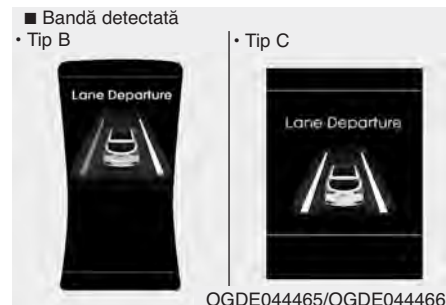 ■ Bandă detectată
• Tip B
Lane Departure
• Tip C
Lane Departure
OGDE044465/OGDE044466